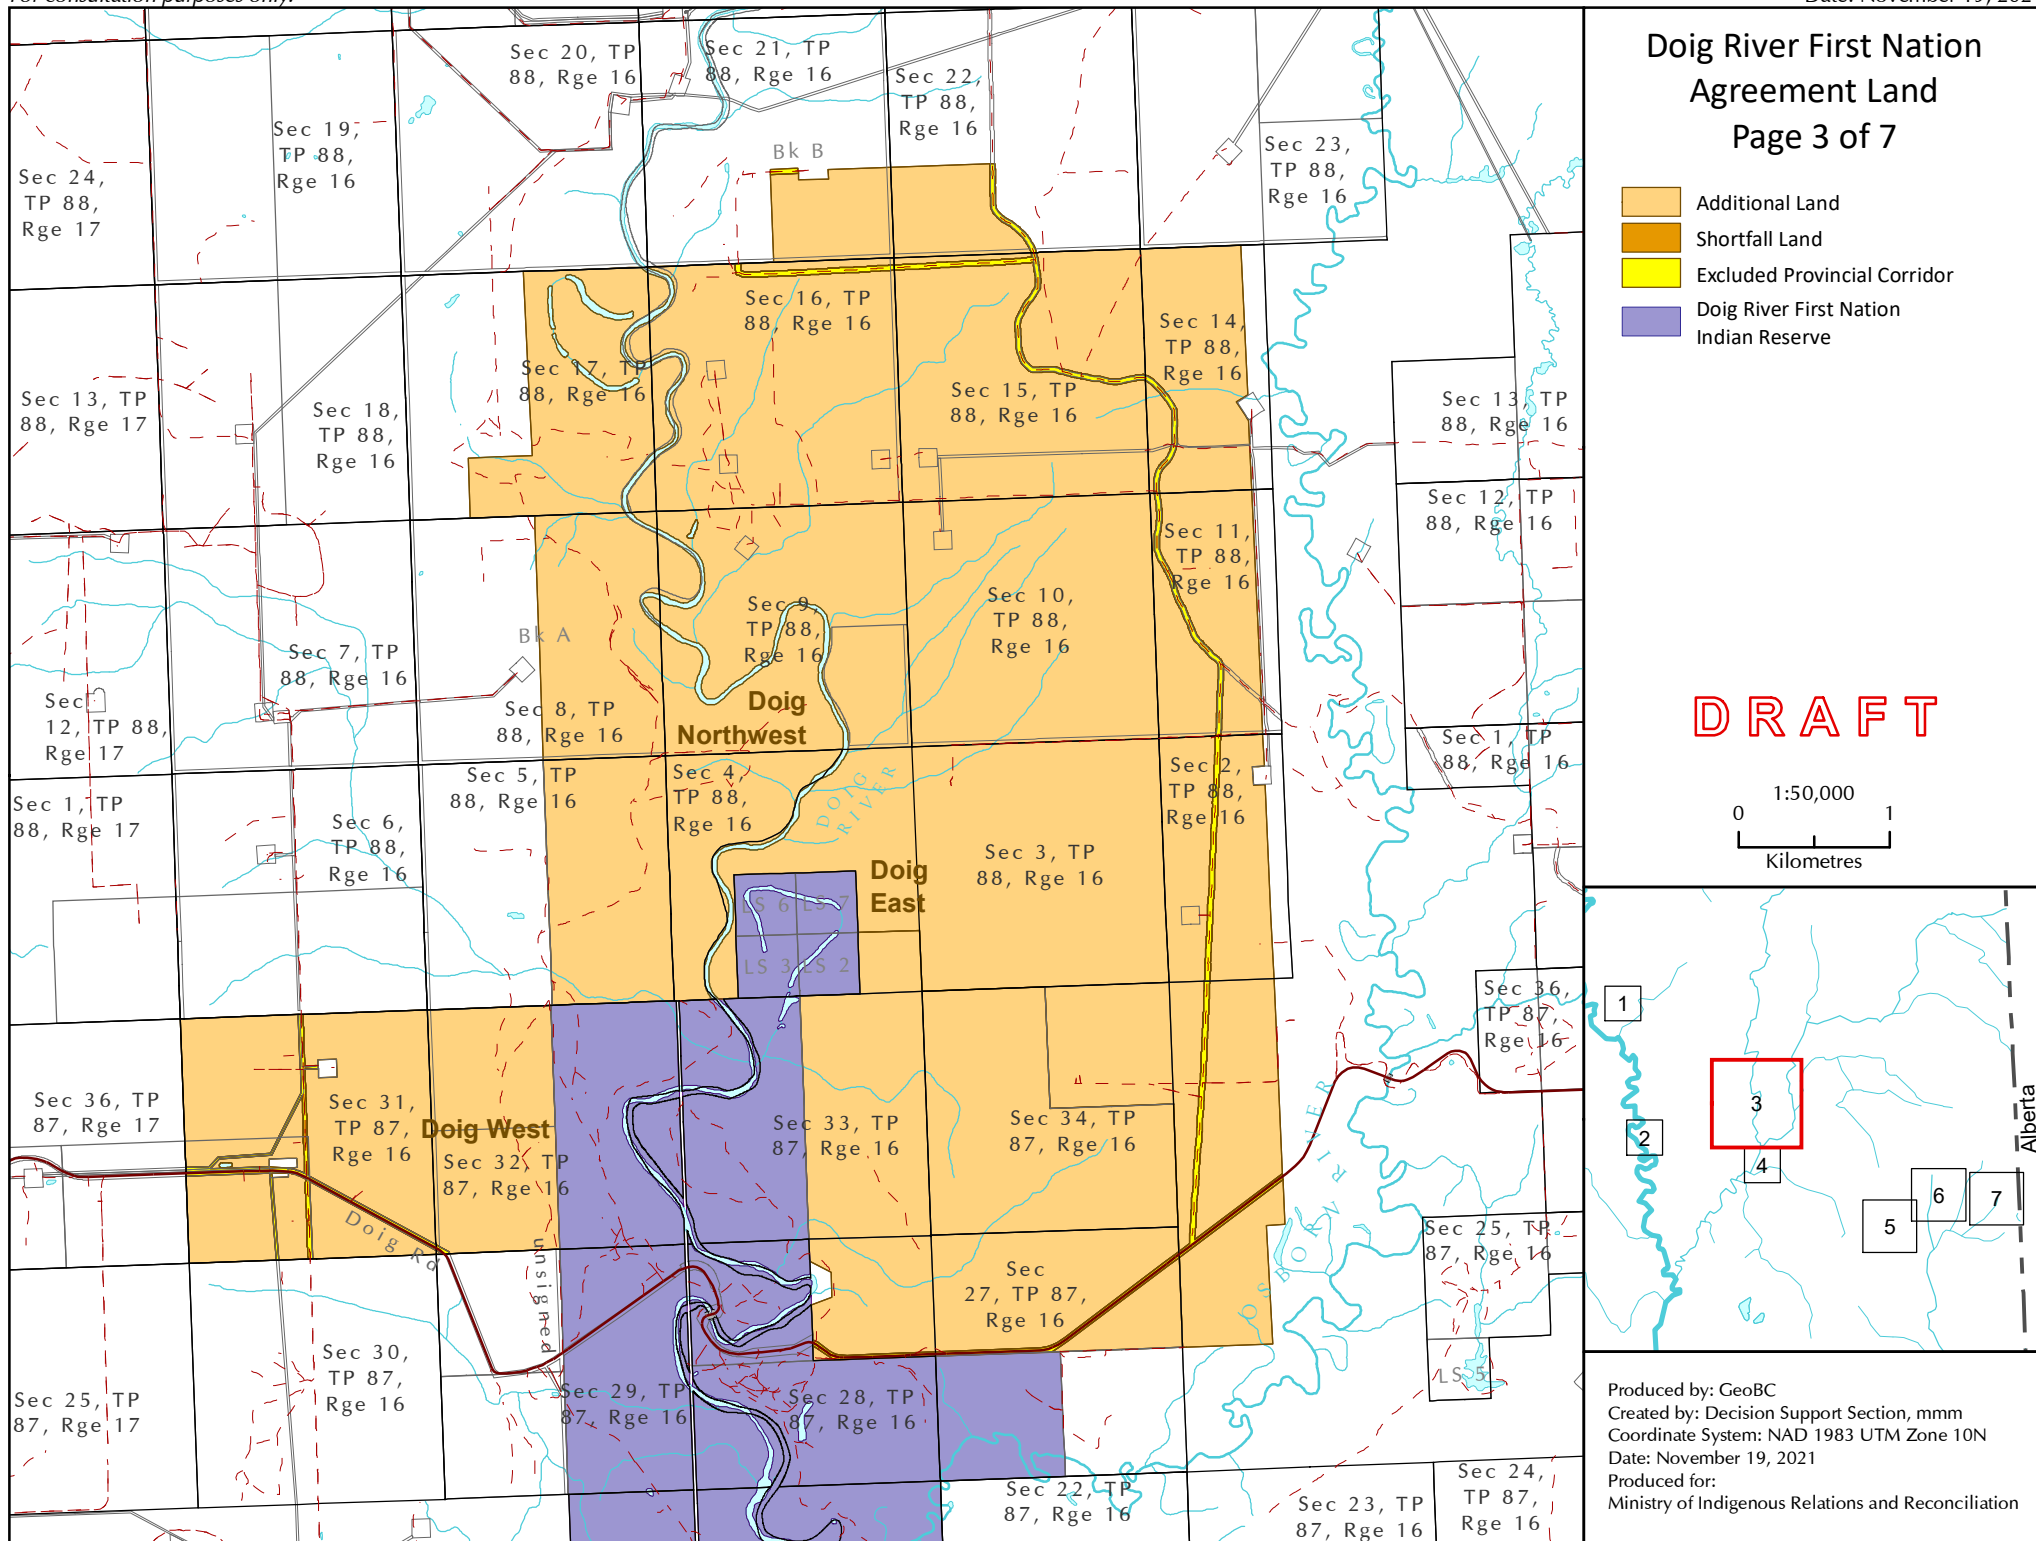 For consultation purposes only.
Doig River First Nation
Agreement Land
Page 3 of 7
Additional Land
Shortfall Land
Excluded Provincial Corridor
Doig River First Nation
Indian Reserve
DRAFT
1:50,000
0 1
Kilometres
1
2
3
4
5
6
7
Alberta
Produced by: GeoBC
Created by: Decision Support Section, mmm
Coordinate System: NAD 1983 UTM Zone 10N
Date: November 19, 2021
Produced for:
Ministry of Indigenous Relations and Reconciliation
Sec 20, TP
88, Rge 16
Sec 21, TP
88, Rge 16
Sec 22,
TP 88,
Rge 16
Sec 19,
TP 88,
Rge 16
Sec 24,
TP 88,
Rge 17
Bk B
Sec 23,
TP 88,
Rge 16
Sec 16, TP
88, Rge 16
Sec 14,
TP 88,
Rge 16
Sec 17, TP
88, Rge 16
Sec 15, TP
88, Rge 16
Sec 13, TP
88, Rge 17
Sec 18,
TP 88,
Rge 16
Sec 13, TP
88, Rge 16
Sec 12, TP
88, Rge 16
Sec 11,
TP 88,
Rge 16
Sec 9,
TP 88,
Rge 16
Sec 10,
TP 88,
Rge 16
Bk A
Sec 7, TP
88, Rge 16
Sec
12, TP 88,
Rge 17
Sec 8, TP
88, Rge 16
Doig
Northwest
Sec 1, TP
88, Rge 16
Sec 5, TP
88, Rge 16
Sec 4,
TP 88,
Rge 16
DOIG
RIVER
Sec 2,
TP 88,
Rge 16
Sec 1, TP
88, Rge 17
Sec 6,
TP 88,
Rge 16
Sec 3, TP
88, Rge 16
Doig
East
LS 6
LS 7
LS 3
LS 2
Sec 36,
TP 87,
Rge 16
Sec 36, TP
87, Rge 17
Sec 31,
TP 87,
Rge 16
Doig West
Sec 32, TP
87, Rge 16
Sec 33, TP
87, Rge 16
Sec 34, TP
87, Rge 16
OSBORN RIVER
Doig Rd
unsigned
Sec 25, TP
87, Rge 16
Sec
27, TP 87,
Rge 16
Sec 30,
TP 87,
Rge 16
Sec 25, TP
87, Rge 17
Sec 29, TP
87, Rge 16
Sec 28, TP
87, Rge 16
LS 5
Sec 22, TP
87, Rge 16
Sec 23, TP
87, Rge 16
Sec 24,
TP 87,
Rge 16